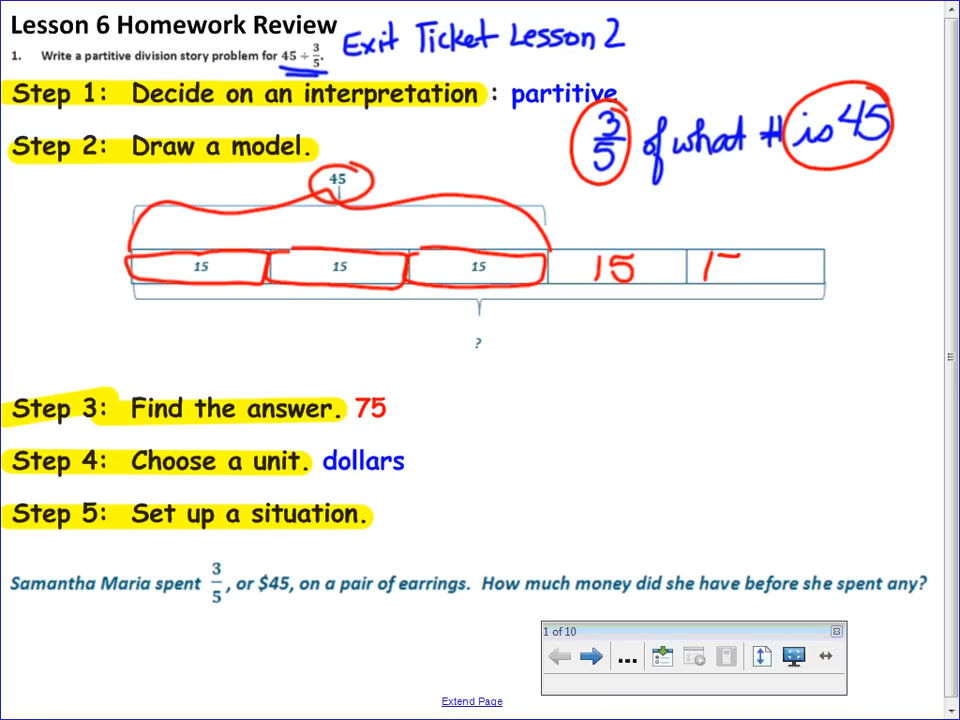 Lesson 6 Homework Review
Exit Ticket Lesson 2
1. Write a partitive division story problem for 45 ÷ 3/5.
Step 1: Decide on an interpretation : partitive
3/5 of what # is 45
Step 2: Draw a model.
45
15 15 15 15
?
Step 3: Find the answer. 75
Step 4: Choose a unit. dollars
Step 5: Set up a situation.
Samantha Maria spent 3/5, or $45, on a pair of earrings. How much money did she have before she spent any?
1 of 10
Extend Page